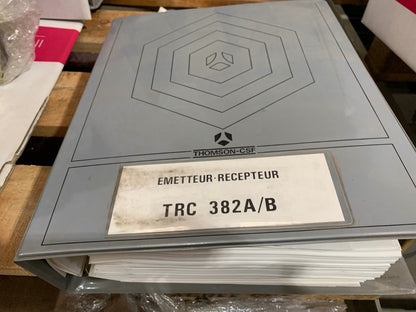 THOMSON-CSF
EMETTEUR-RECEPTEUR
TRC 382A/B